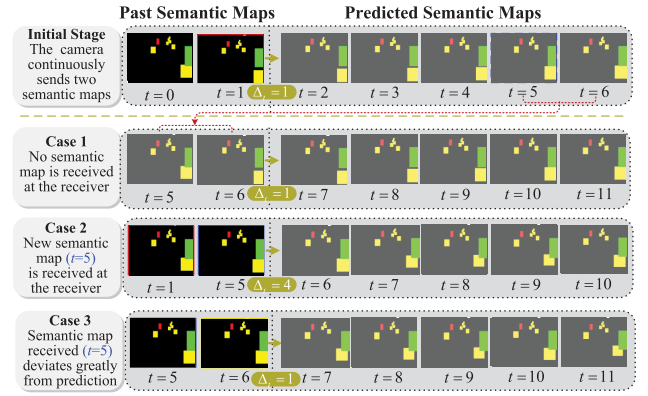 Past Semantic Maps Predicted Semantic Maps
Initial Stage
The camera
continuously
sends two
semantic maps
t=0 t=1 Δ =1 t=2 t=3 t=4 t=5 t=6
Case 1
No semantic
map is received
at the receiver
t=5 t=6 Δ =1 t=7 t=8 t=9 t=10 t=11
Case 2
New semantic
map (t=5)
is received at
the receiver
t=1 t=5 Δ =4 t=6 t=7 t=8 t=9 t=10
Case 3
Semantic map
received (t=5)
deviates greatly
from prediction
t=5 t=6 Δ =1 t=7 t=8 t=9 t=10 t=11